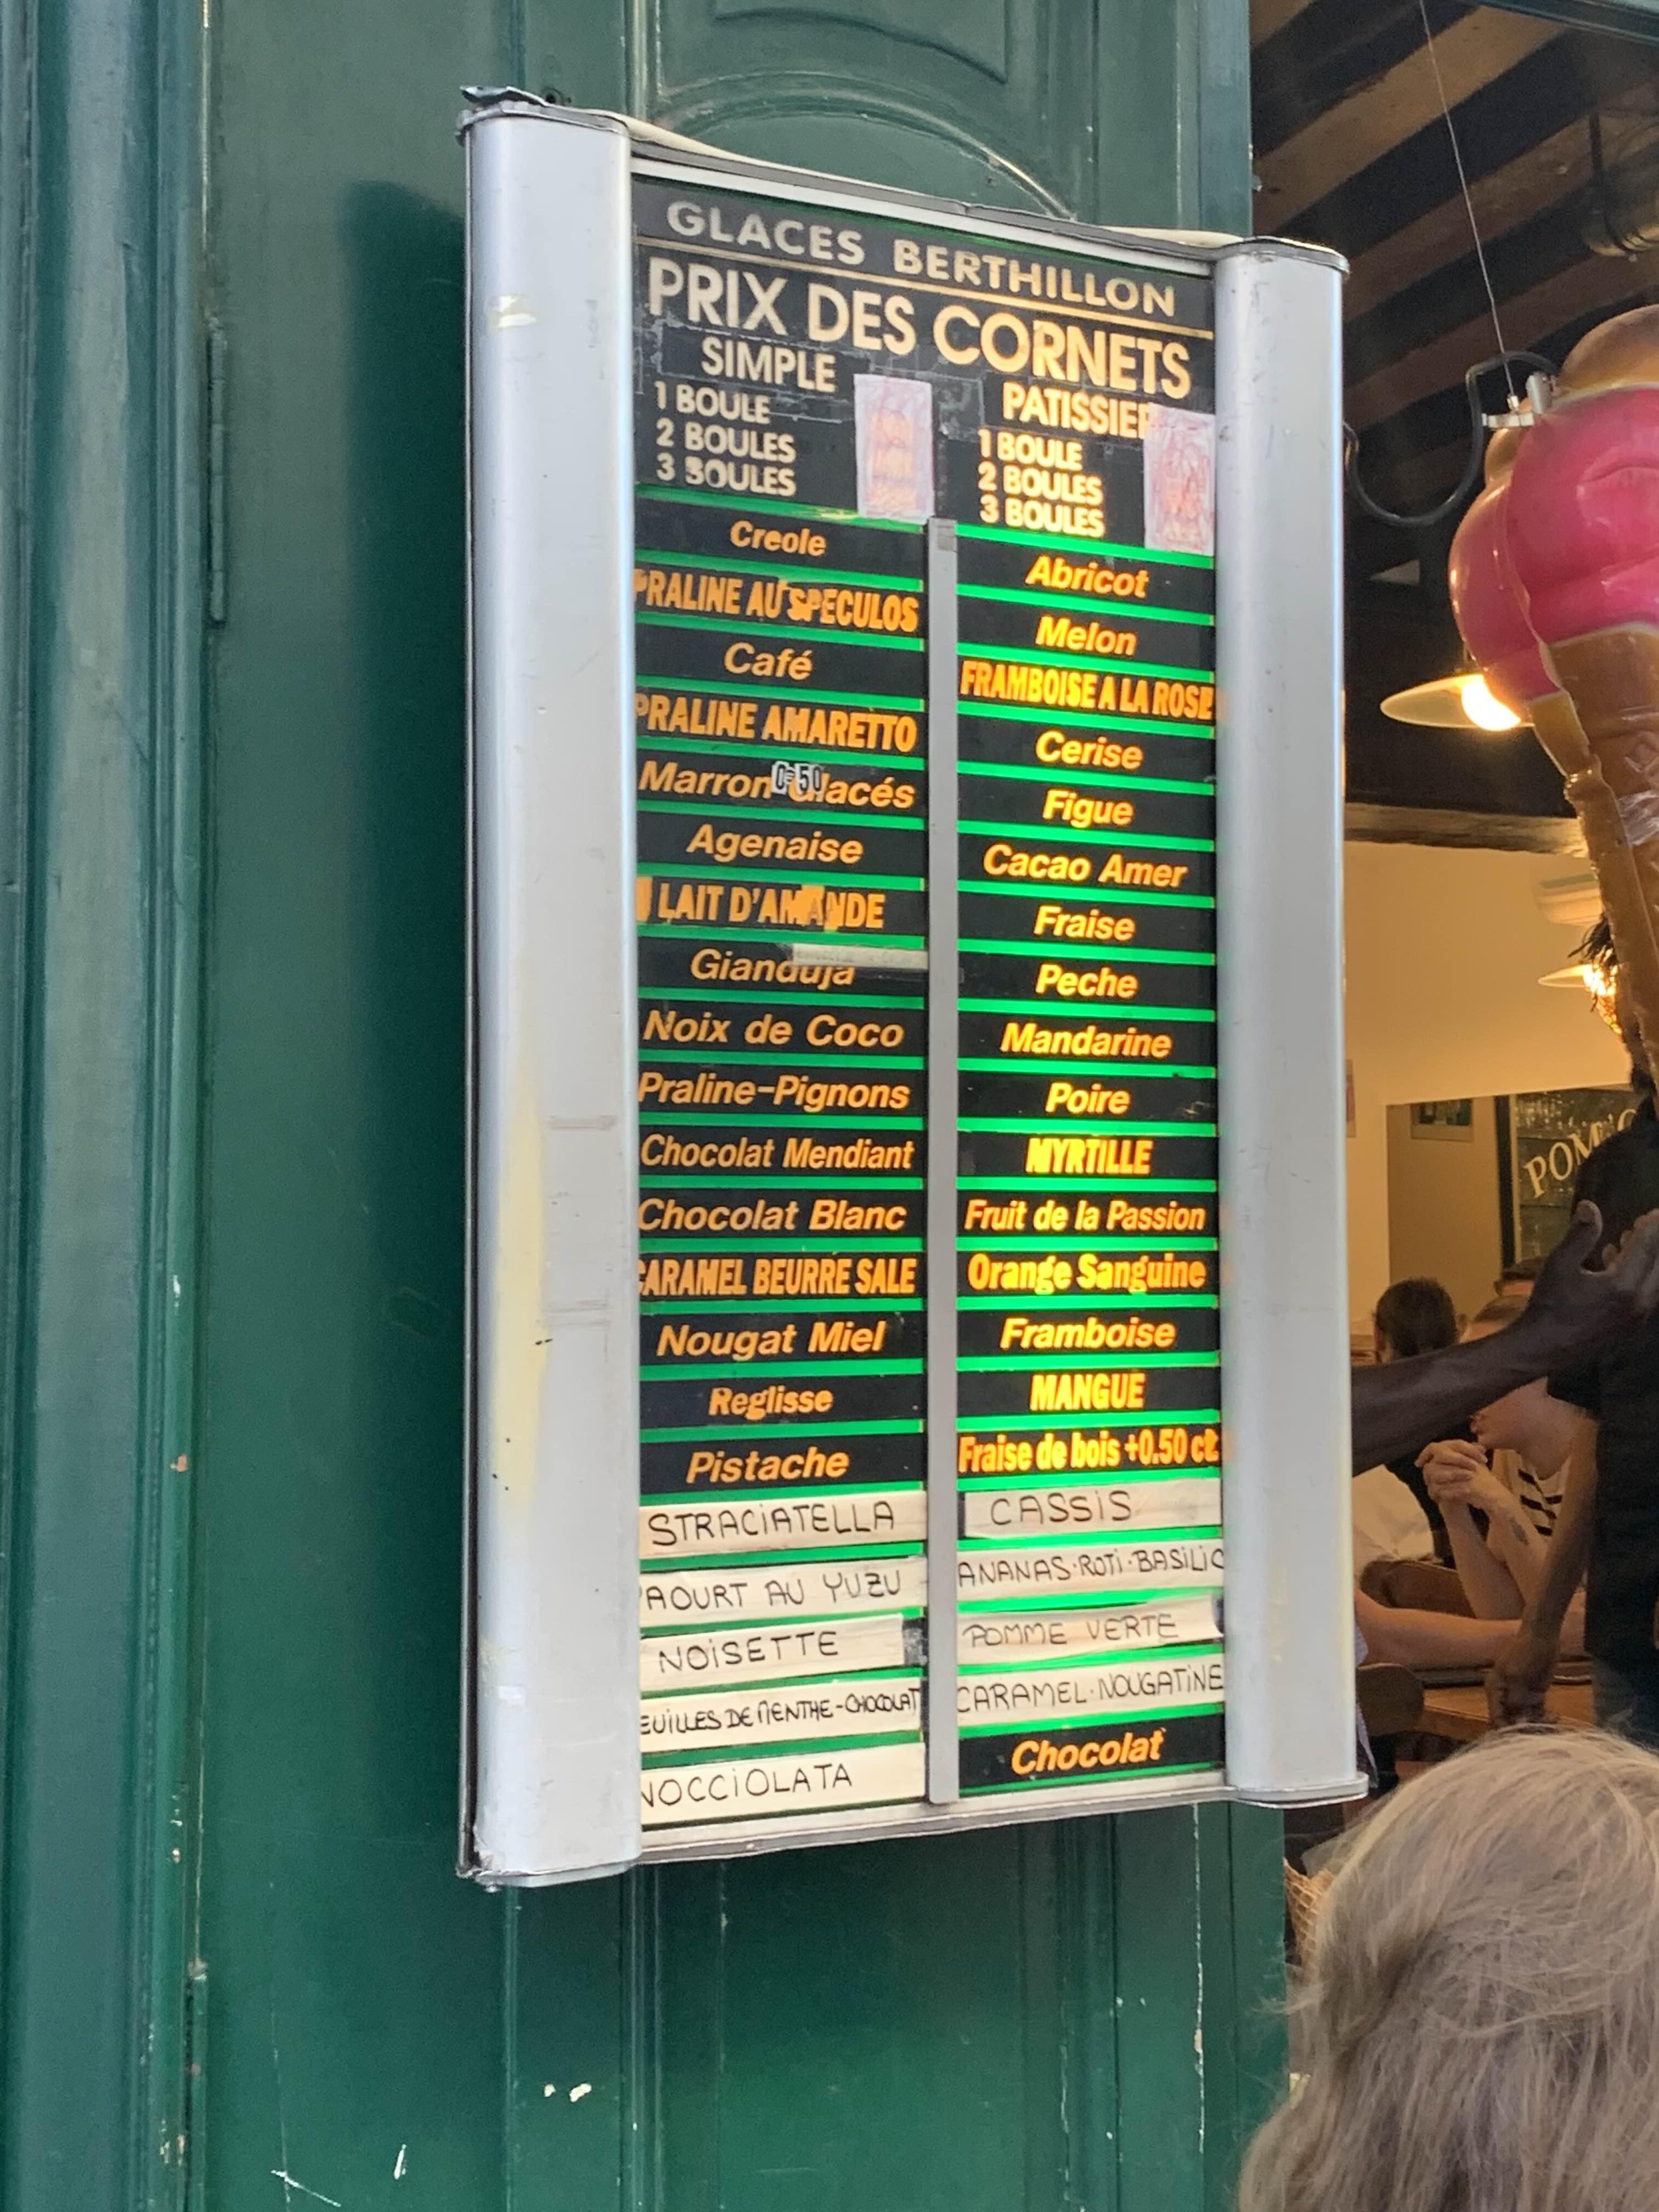 GLACES BERTHILLON
PRIX DES CORNETS
SIMPLE
1 BOULE
2 BOULES
3 BOULES
PATISSIER
1 BOULE
2 BOULES
3 BOULES
Creole
PRALINE AU SPECULOS
Café
PRALINE AMARETTO
Marron Glacés
0.50
Agenaise
LAIT D'AMANDE
Gianduja
Noix de Coco
Praline-Pignons
Chocolat Mendiant
Chocolat Blanc
CARAMEL BEURRE SALE
Nougat Miel
Reglisse
Pistache
STRACIATELLA
YAOURT AU YUZU
NOISETTE
FEUILLES DE MENTHE-CHOCOLAT
NOCCIOLATA
Abricot
Melon
FRAMBOISE A LA ROSE
Cerise
Figue
Cacao Amer
Fraise
Peche
Mandarine
Poire
MYRTILLE
Fruit de la Passion
Orange Sanguine
Framboise
MANGUE
Fraise de bois +0.50 ct
CASSIS
ANANAS·ROTI·BASILIC
POMME VERTE
CARAMEL·NOUGATINE
Chocolat